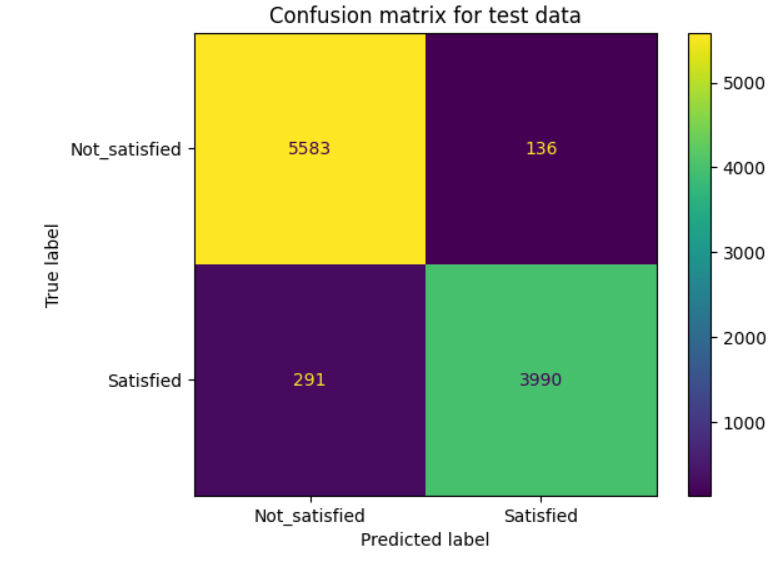 Confusion matrix for test data
Not_satisfied
5583
136
5000
4000
3000
2000
1000
True label
Satisfied
291
3990
Not_satisfied
Satisfied
Predicted label